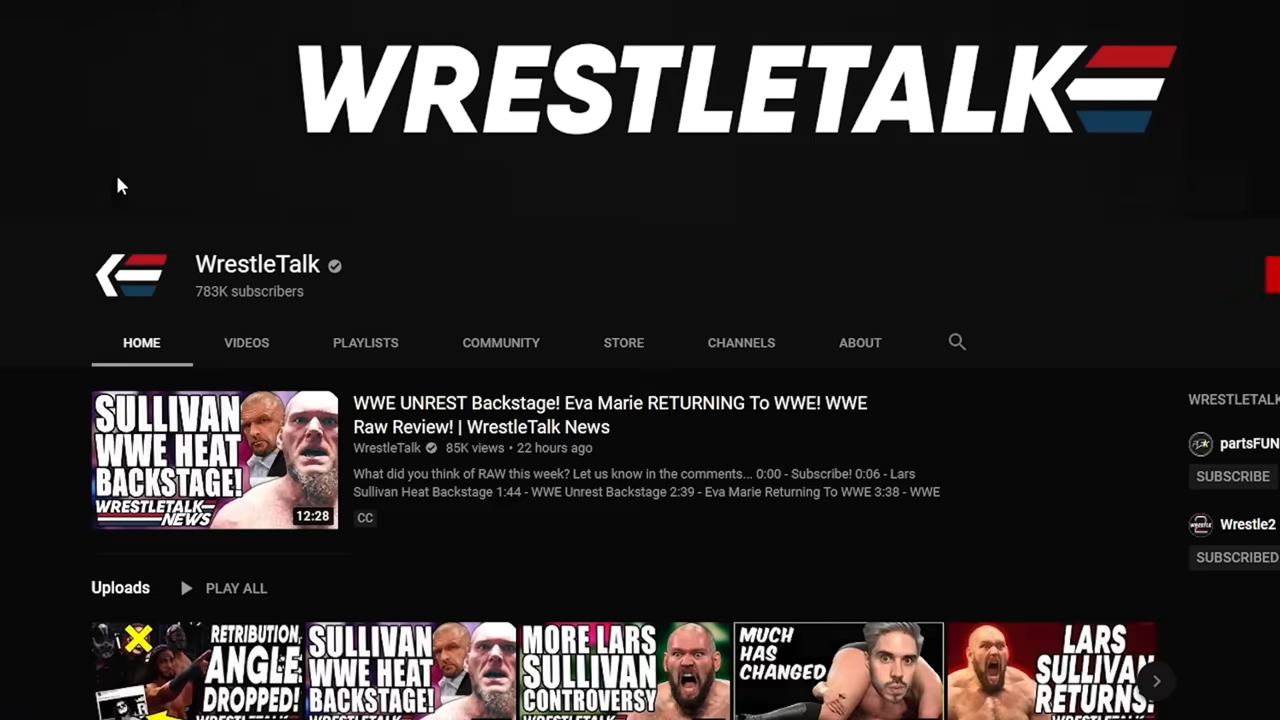 WRESTLETALK
WrestleTalk
783K subscribers
HOME VIDEOS PLAYLISTS COMMUNITY STORE CHANNELS ABOUT
SULLIVAN
WWE HEAT
BACKSTAGE!
WRESTLETALK
NEWS
12:28
WWE UNREST Backstage! Eva Marie RETURNING To WWE! WWE
Raw Review! | WrestleTalk News
WrestleTalk 85K views • 22 hours ago
What did you think of RAW this week? Let us know in the comments... 0:00 - Subscribe! 0:06 - Lars
Sullivan Heat Backstage 1:44 - WWE Unrest Backstage 2:39 - Eva Marie Returning To WWE 3:38 - WWE
CC
WRESTLETALK
partsFUN
SUBSCRIBE
Wrestle2
SUBSCRIBED
Uploads PLAY ALL
RETRIBUTION
ANGLE
DROPPED!
WRESTLETALK
SULLIVAN
WWE HEAT
BACKSTAGE!
WRESTLETALK
MORE LARS
SULLIVAN
CONTROVERSY
WRESTLETALK
MUCH
HAS
CHANGED
LARS
SULLIVAN
RETURNS!
WRESTLETALK